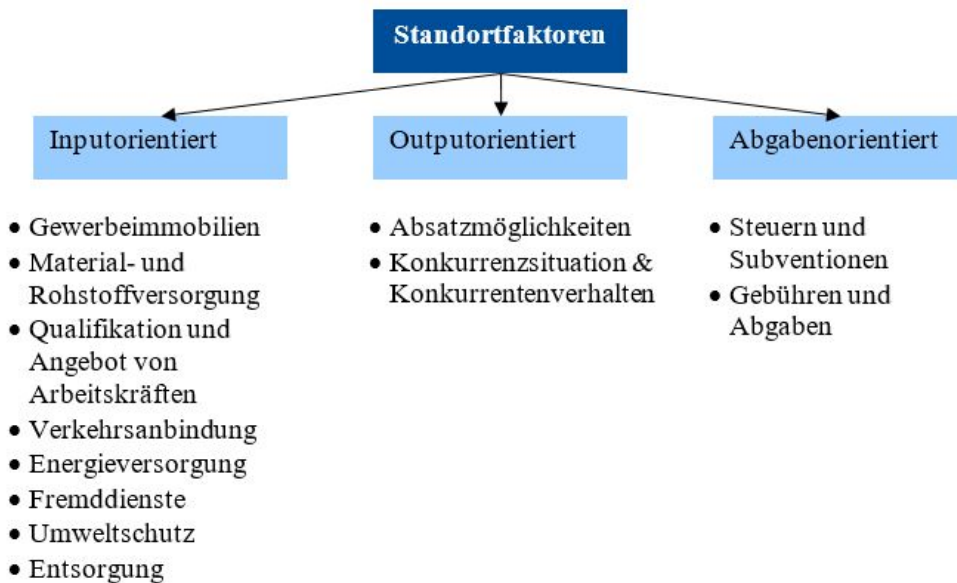 Standortfaktoren
Inputorientiert
• Gewerbeimmobilien
• Material- und
Rohstoffversorgung
• Qualifikation und
Angebot von
Arbeitskräften
• Verkehrsanbindung
• Energieversorgung
• Fremddienste
• Umweltschutz
• Entsorgung
Outputorientiert
• Absatzmöglichkeiten
• Konkurrenzsituation &
Konkurrentenverhalten
Abgabenorientiert
• Steuern und
Subventionen
• Gebühren und
Abgaben